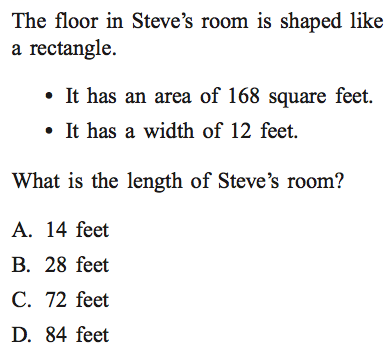 The floor in Steve's room is shaped like
a rectangle.
• It has an area of 168 square feet.
• It has a width of 12 feet.
What is the length of Steve's room?
A. 14 feet
B. 28 feet
C. 72 feet
D. 84 feet